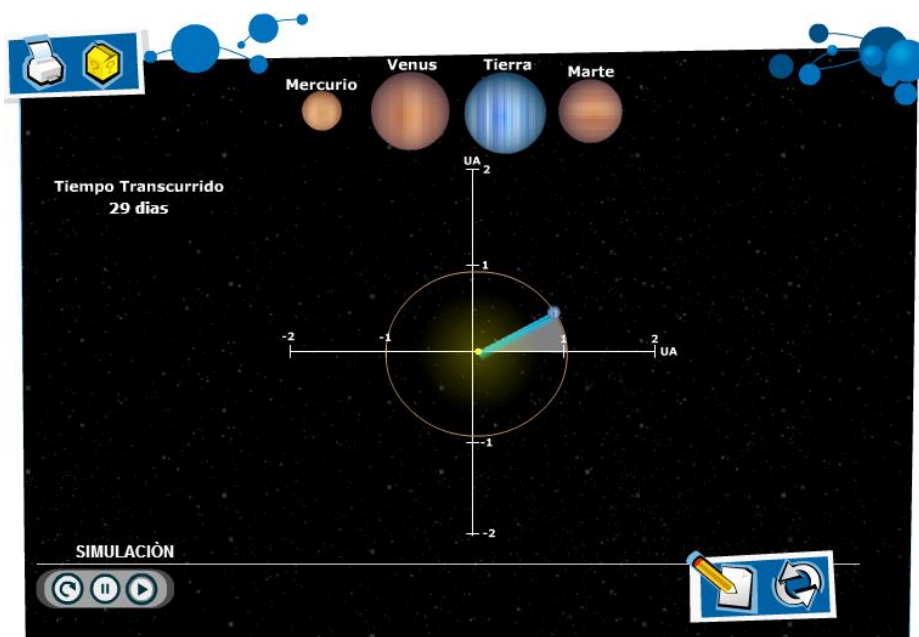 Venus
Tierra
Mercurio
Marte
UA
2
Tiempo Transcurrido
29 dias
1
-2
-1
1
2
UA
-1
-2
SIMULACIÒN